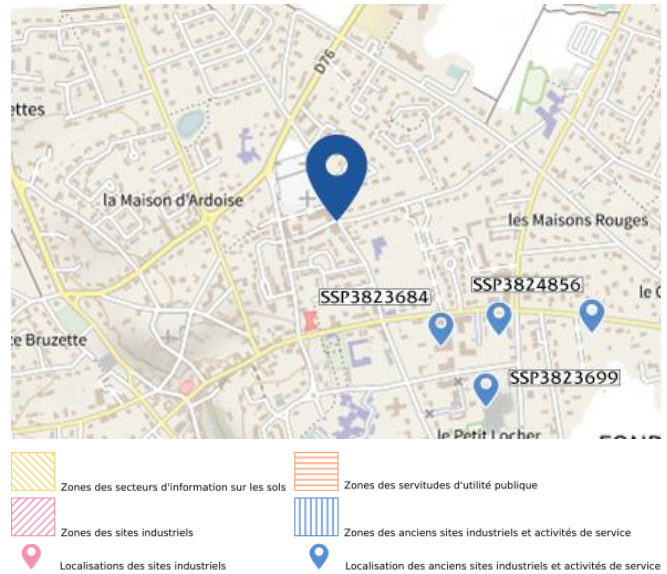 D76
ettes
la Maison d'Ardoise
les Maisons Rouges
SSP3824856
SSP3823684
le
te Bruzette
SSP3823699
le Petit Locher
Zones des secteurs d'information sur les sols
Zones des servitudes d'utilité publique
Zones des sites industriels
Zones des anciens sites industriels et activités de service
Localisations des sites industriels
Localisation des anciens sites industriels et activités de service